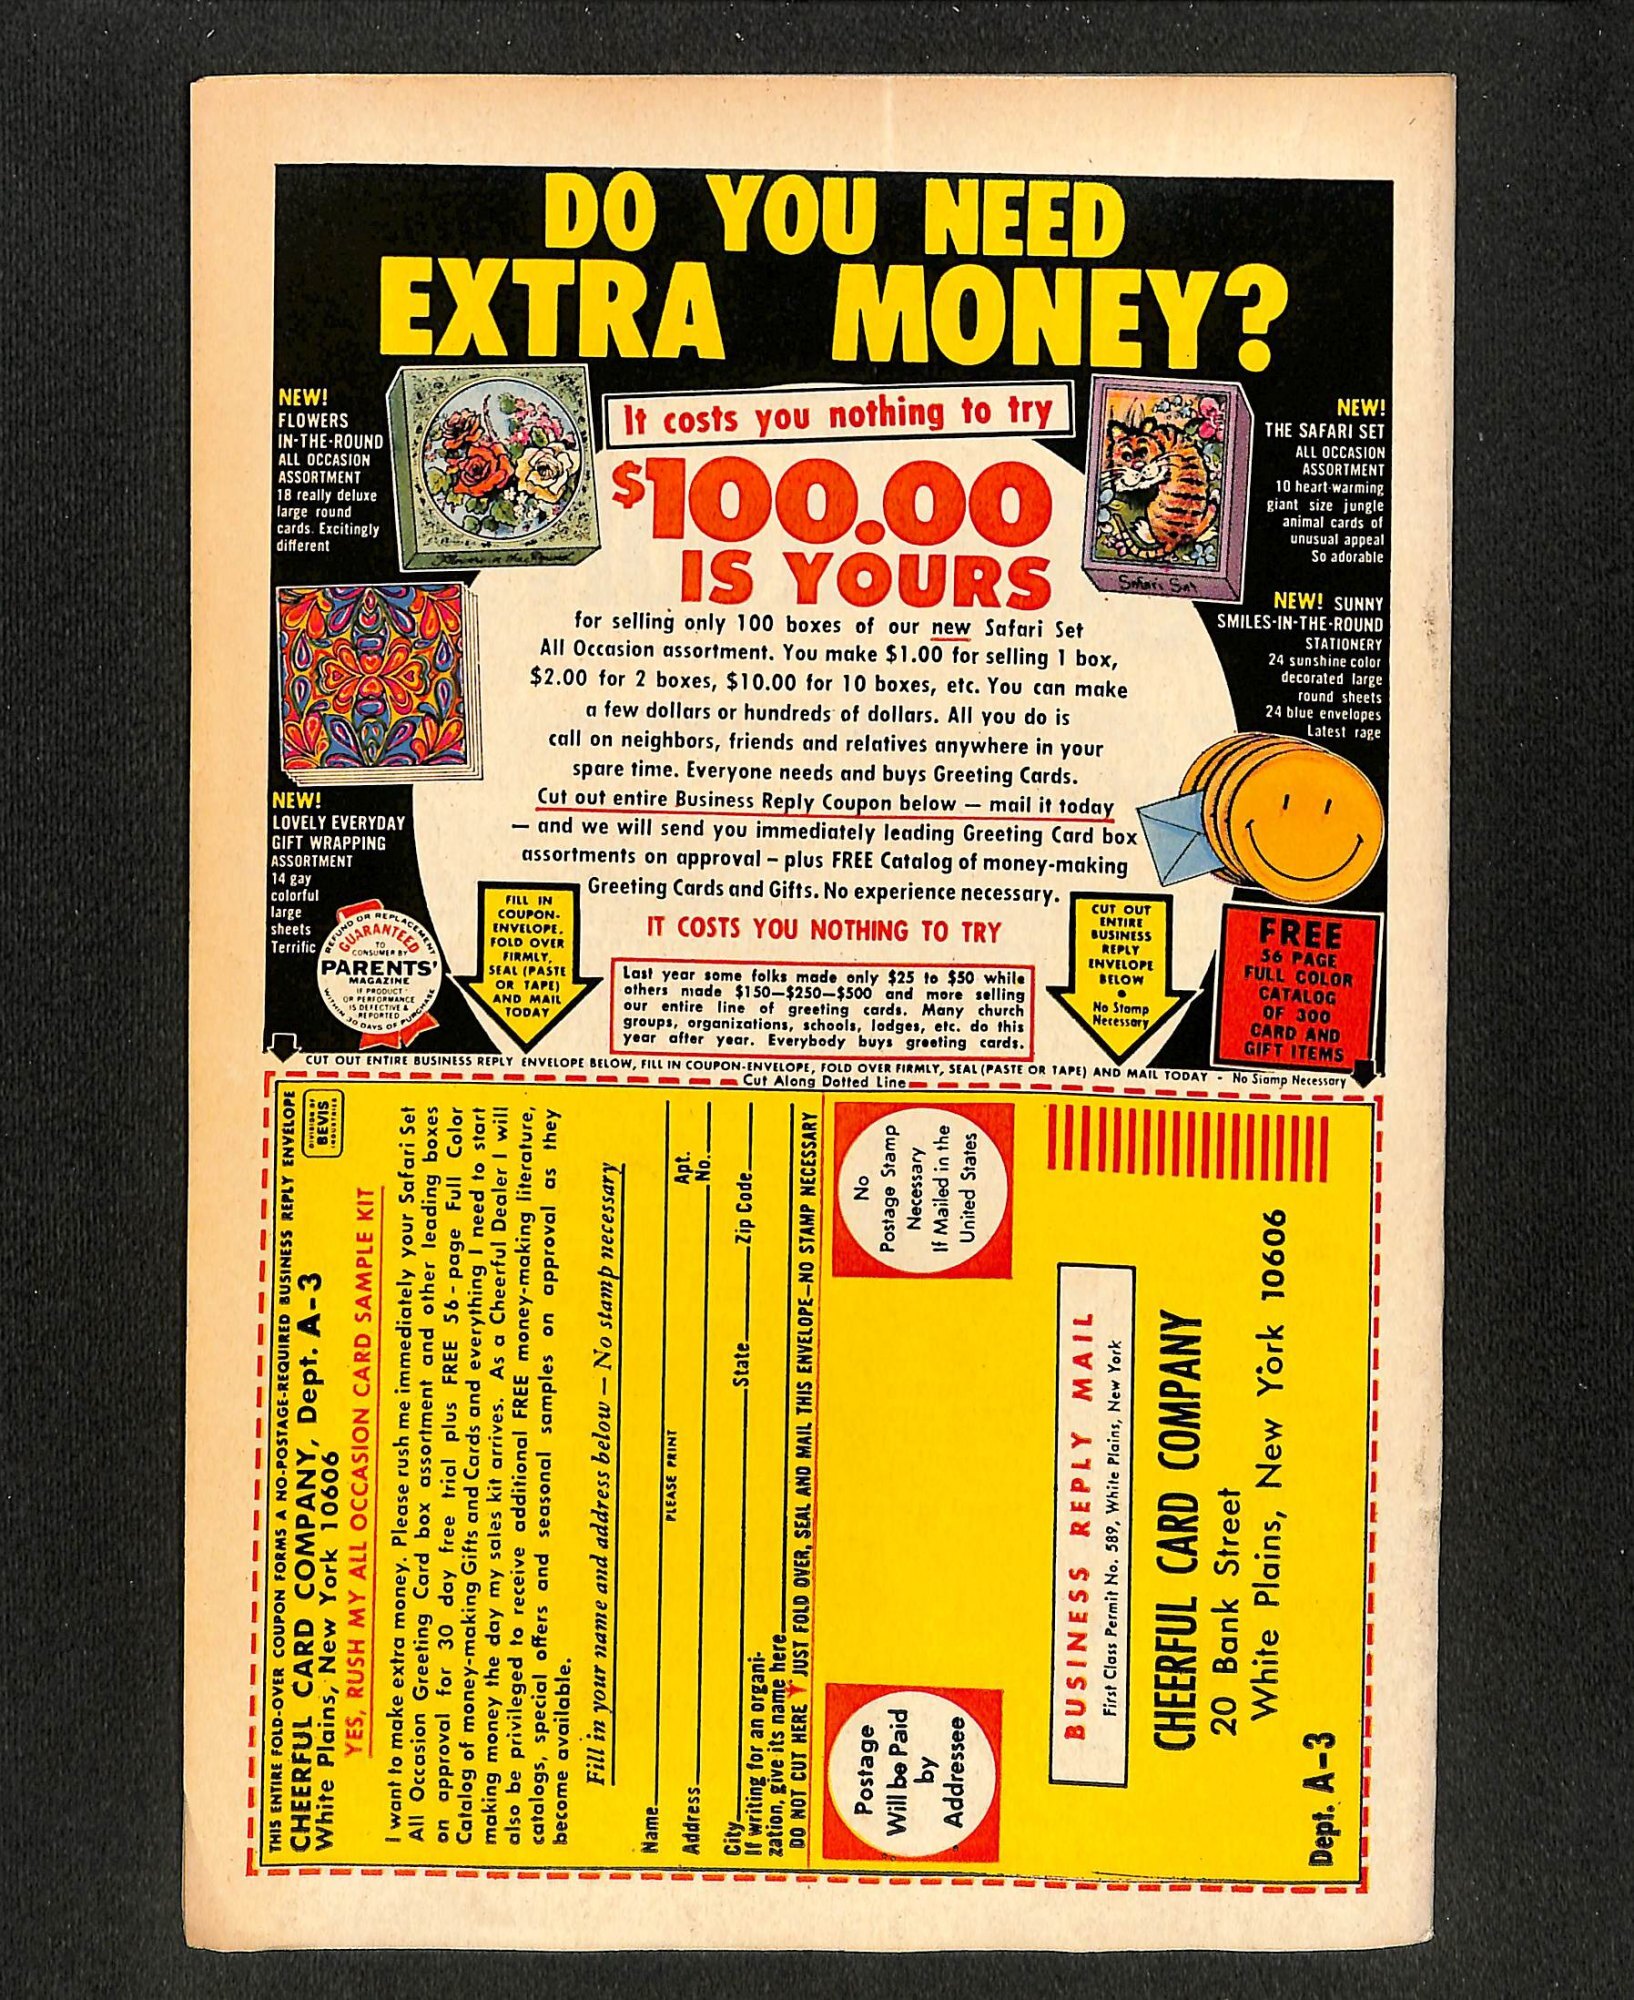 DO YOU NEED
EXTRA MONEY?
NEW!
FLOWERS
IN-THE-ROUND
ALL OCCASION
ASSORTMENT
18 really deluxe
large round
cards. Excitingly
different
It costs you nothing to try
$100.00
IS YOURS
Safari Set
NEW!
THE SAFARI SET
ALL OCCASION
ASSORTMENT
10 heart-warming
giant size jungle
animal cards of
unusual appeal
So adorable
NEW! SUNNY
SMILES-IN-THE-ROUND
STATIONERY
24 sunshine color
decorated large
round sheets
24 blue envelopes
Latest rage
for selling only 100 boxes of our new Safari Set
All Occasion assortment. You make $1.00 for selling 1 box,
$2.00 for 2 boxes, $10.00 for 10 boxes, etc. You can make
a few dollars or hundreds of dollars. All you do is
call on neighbors, friends and relatives anywhere in your
spare time. Everyone needs and buys Greeting Cards.
Cut out entire Business Reply Coupon below — mail it today
— and we will send you immediately leading Greeting Card box
assortments on approval – plus FREE Catalog of money-making
Greeting Cards and Gifts. No experience necessary.
NEW!
LOVELY EVERYDAY
GIFT WRAPPING
ASSORTMENT
14 gay
colorful
large
sheets
Terrific
REFUND OR REPLACEMENT
GUARANTEED
TO
CONSUMER BY
PARENTS'
MAGAZINE
IF PRODUCT
OR PERFORMANCE
IS DEFECTIVE &
REPORTED
WITHIN 30 DAYS OF PURCHASE
FILL IN
COUPON-
ENVELOPE,
FOLD OVER
FIRMLY,
SEAL (PASTE
OR TAPE)
AND MAIL
TODAY
IT COSTS YOU NOTHING TO TRY
Last year some folks made only $25 to $50 while
others made $150—$250—$500 and more selling
our entire line of greeting cards. Many church
groups, organizations, schools, lodges, etc. do this
year after year. Everybody buys greeting cards.
CUT OUT
ENTIRE
BUSINESS
REPLY
ENVELOPE
BELOW
•
No Stamp
Necessary
FREE
56 PAGE
FULL COLOR
CATALOG
OF 300
CARD AND
GIFT ITEMS
CUT OUT ENTIRE BUSINESS REPLY ENVELOPE BELOW, FILL IN COUPON-ENVELOPE, FOLD OVER FIRMLY, SEAL (PASTE OR TAPE) AND MAIL TODAY - No Stamp Necessary
Cut Along Dotted Line
THIS ENTIRE FOLD-OVER COUPON FORMS A NO-POSTAGE-REQUIRED BUSINESS REPLY ENVELOPE
CHEERFUL CARD COMPANY, Dept. A-3
White Plains, New York 10606
DIVISION OF
BEVIS
INDUSTRIES
YES, RUSH MY ALL OCCASION CARD SAMPLE KIT
I want to make extra money. Please rush me immediately your Safari Set
All Occasion Greeting Card box assortment and other leading boxes
on approval for 30 day free trial plus FREE 56-page Full Color
Catalog of money-making Gifts and Cards and everything I need to start
making money the day my sales kit arrives. As a Cheerful Dealer I will
also be privileged to receive additional FREE money-making literature,
catalogs, special offers and seasonal samples on approval as they
become available.
Fill in your name and address below — No stamp necessary
Name
PLEASE PRINT
Address Apt. No.
City State Zip Code
If writing for an organi-
zation, give its name here
DO NOT CUT HERE JUST FOLD OVER, SEAL AND MAIL THIS ENVELOPE—NO STAMP NECESSARY
Postage
Will be Paid
by
Addressee
No
Postage Stamp
Necessary
If Mailed in the
United States
BUSINESS REPLY MAIL
First Class Permit No. 589, White Plains, New York
CHEERFUL CARD COMPANY
20 Bank Street
White Plains, New York 10606
Dept. A-3